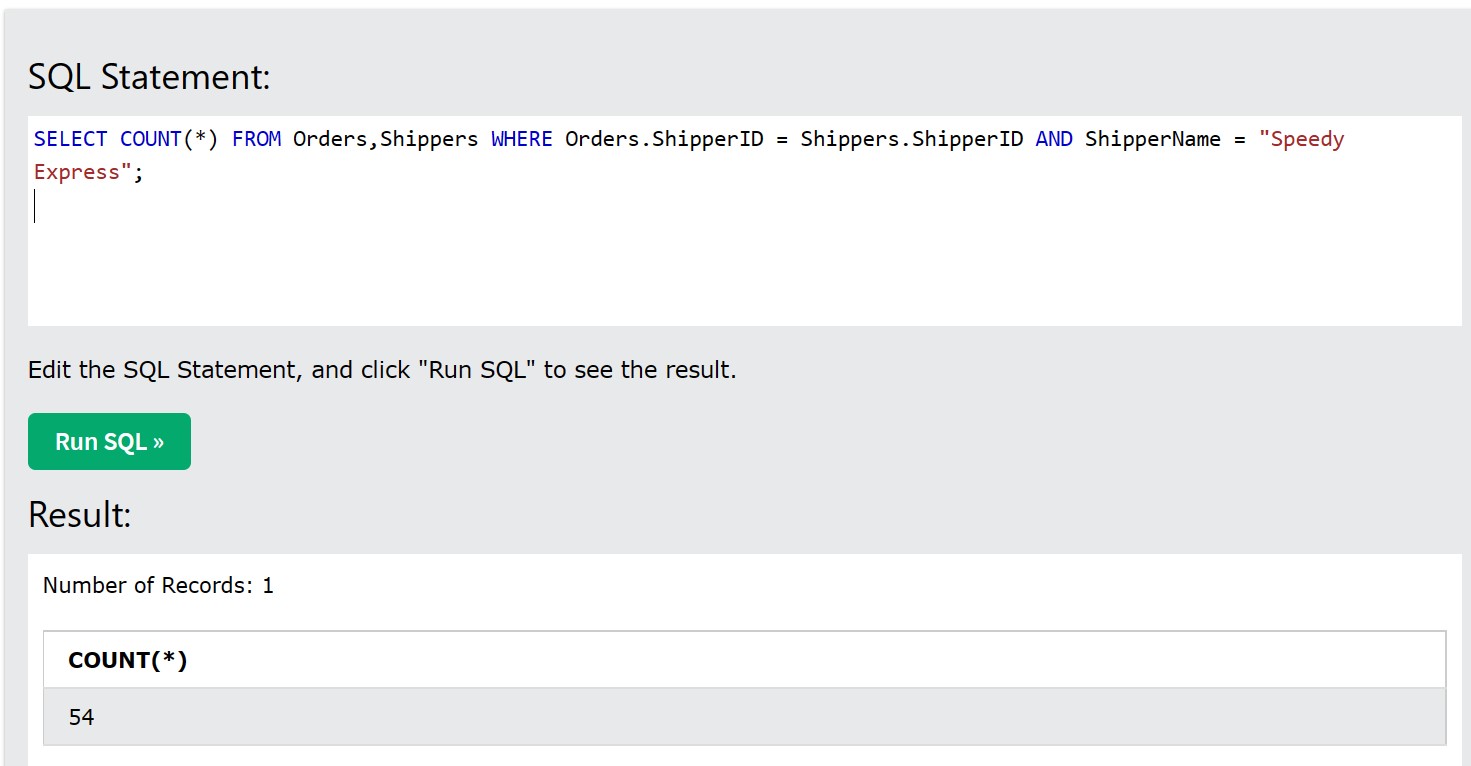 SQL Statement:
SELECT COUNT(*) FROM Orders,Shippers WHERE Orders.ShipperID = Shippers.ShipperID AND ShipperName = "Speedy
Express";
Edit the SQL Statement, and click "Run SQL" to see the result.
Run SQL »
Result:
Number of Records: 1
COUNT(*)
54